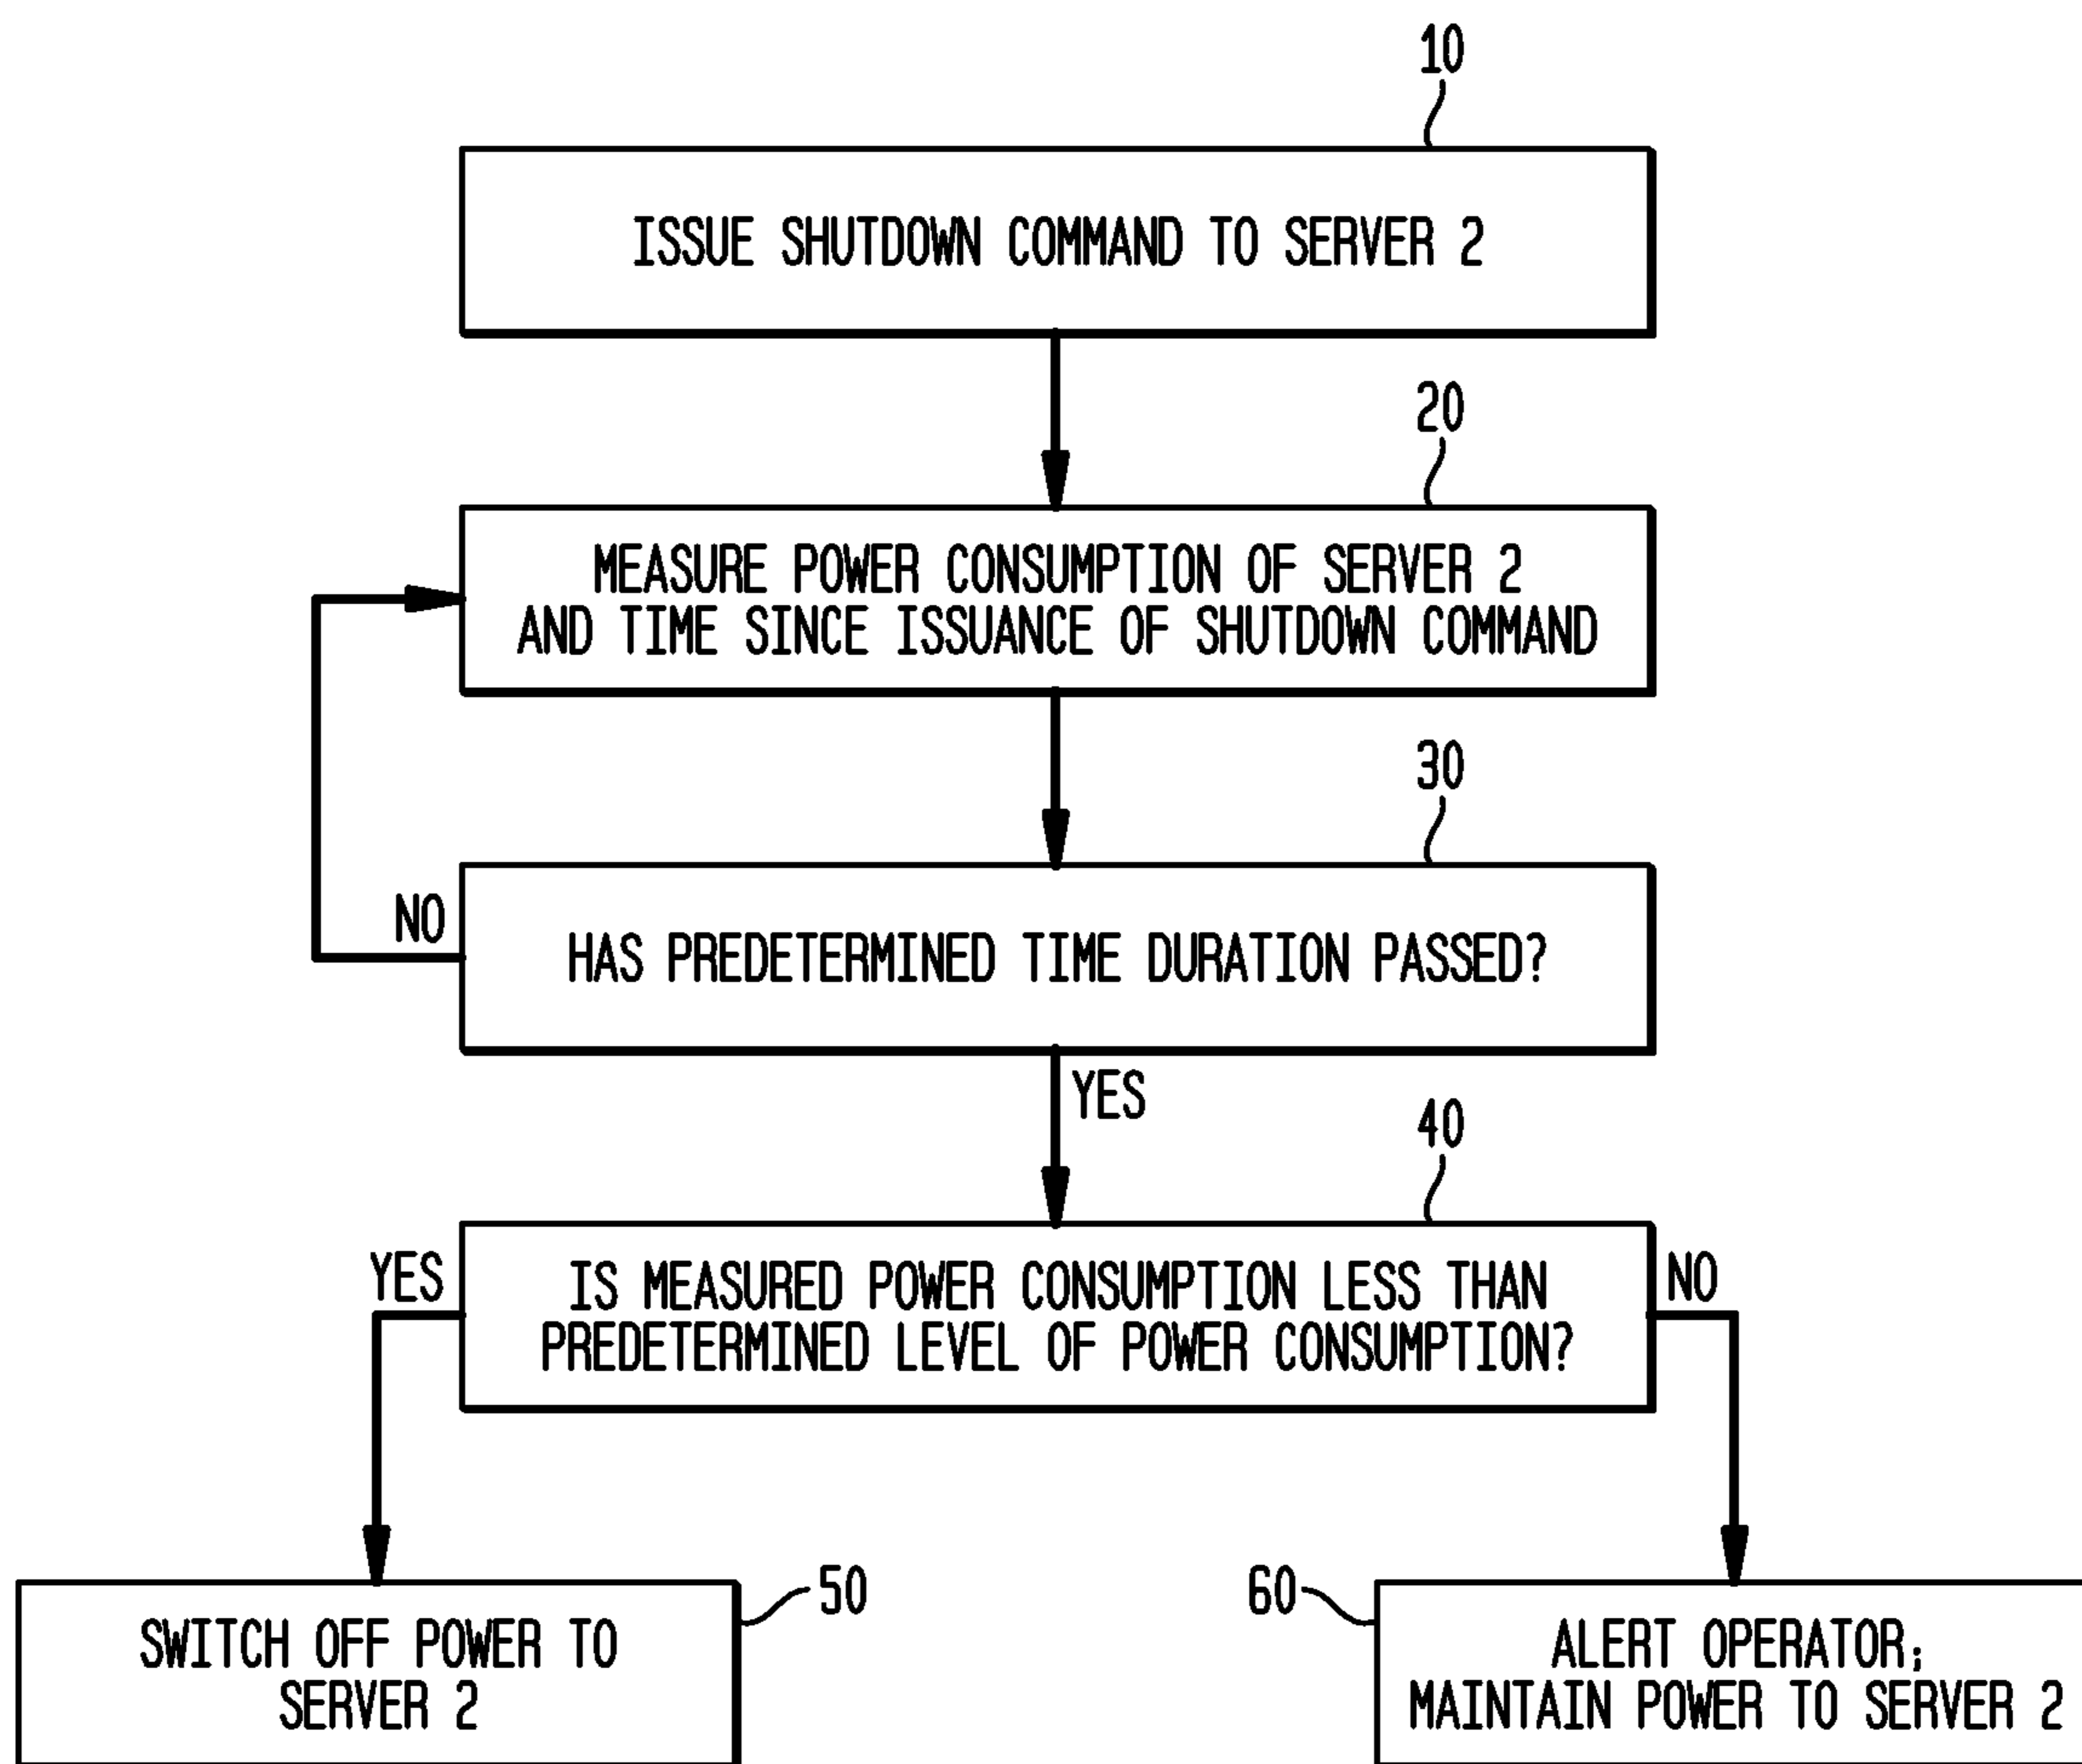 10
ISSUE SHUTDOWN COMMAND TO SERVER 2
20
MEASURE POWER CONSUMPTION OF SERVER 2
AND TIME SINCE ISSUANCE OF SHUTDOWN COMMAND
30
NO
HAS PREDETERMINED TIME DURATION PASSED?
YES
40
YES
IS MEASURED POWER CONSUMPTION LESS THAN
PREDETERMINED LEVEL OF POWER CONSUMPTION?
NO
50
SWITCH OFF POWER TO
SERVER 2
60
ALERT OPERATOR;
MAINTAIN POWER TO SERVER 2